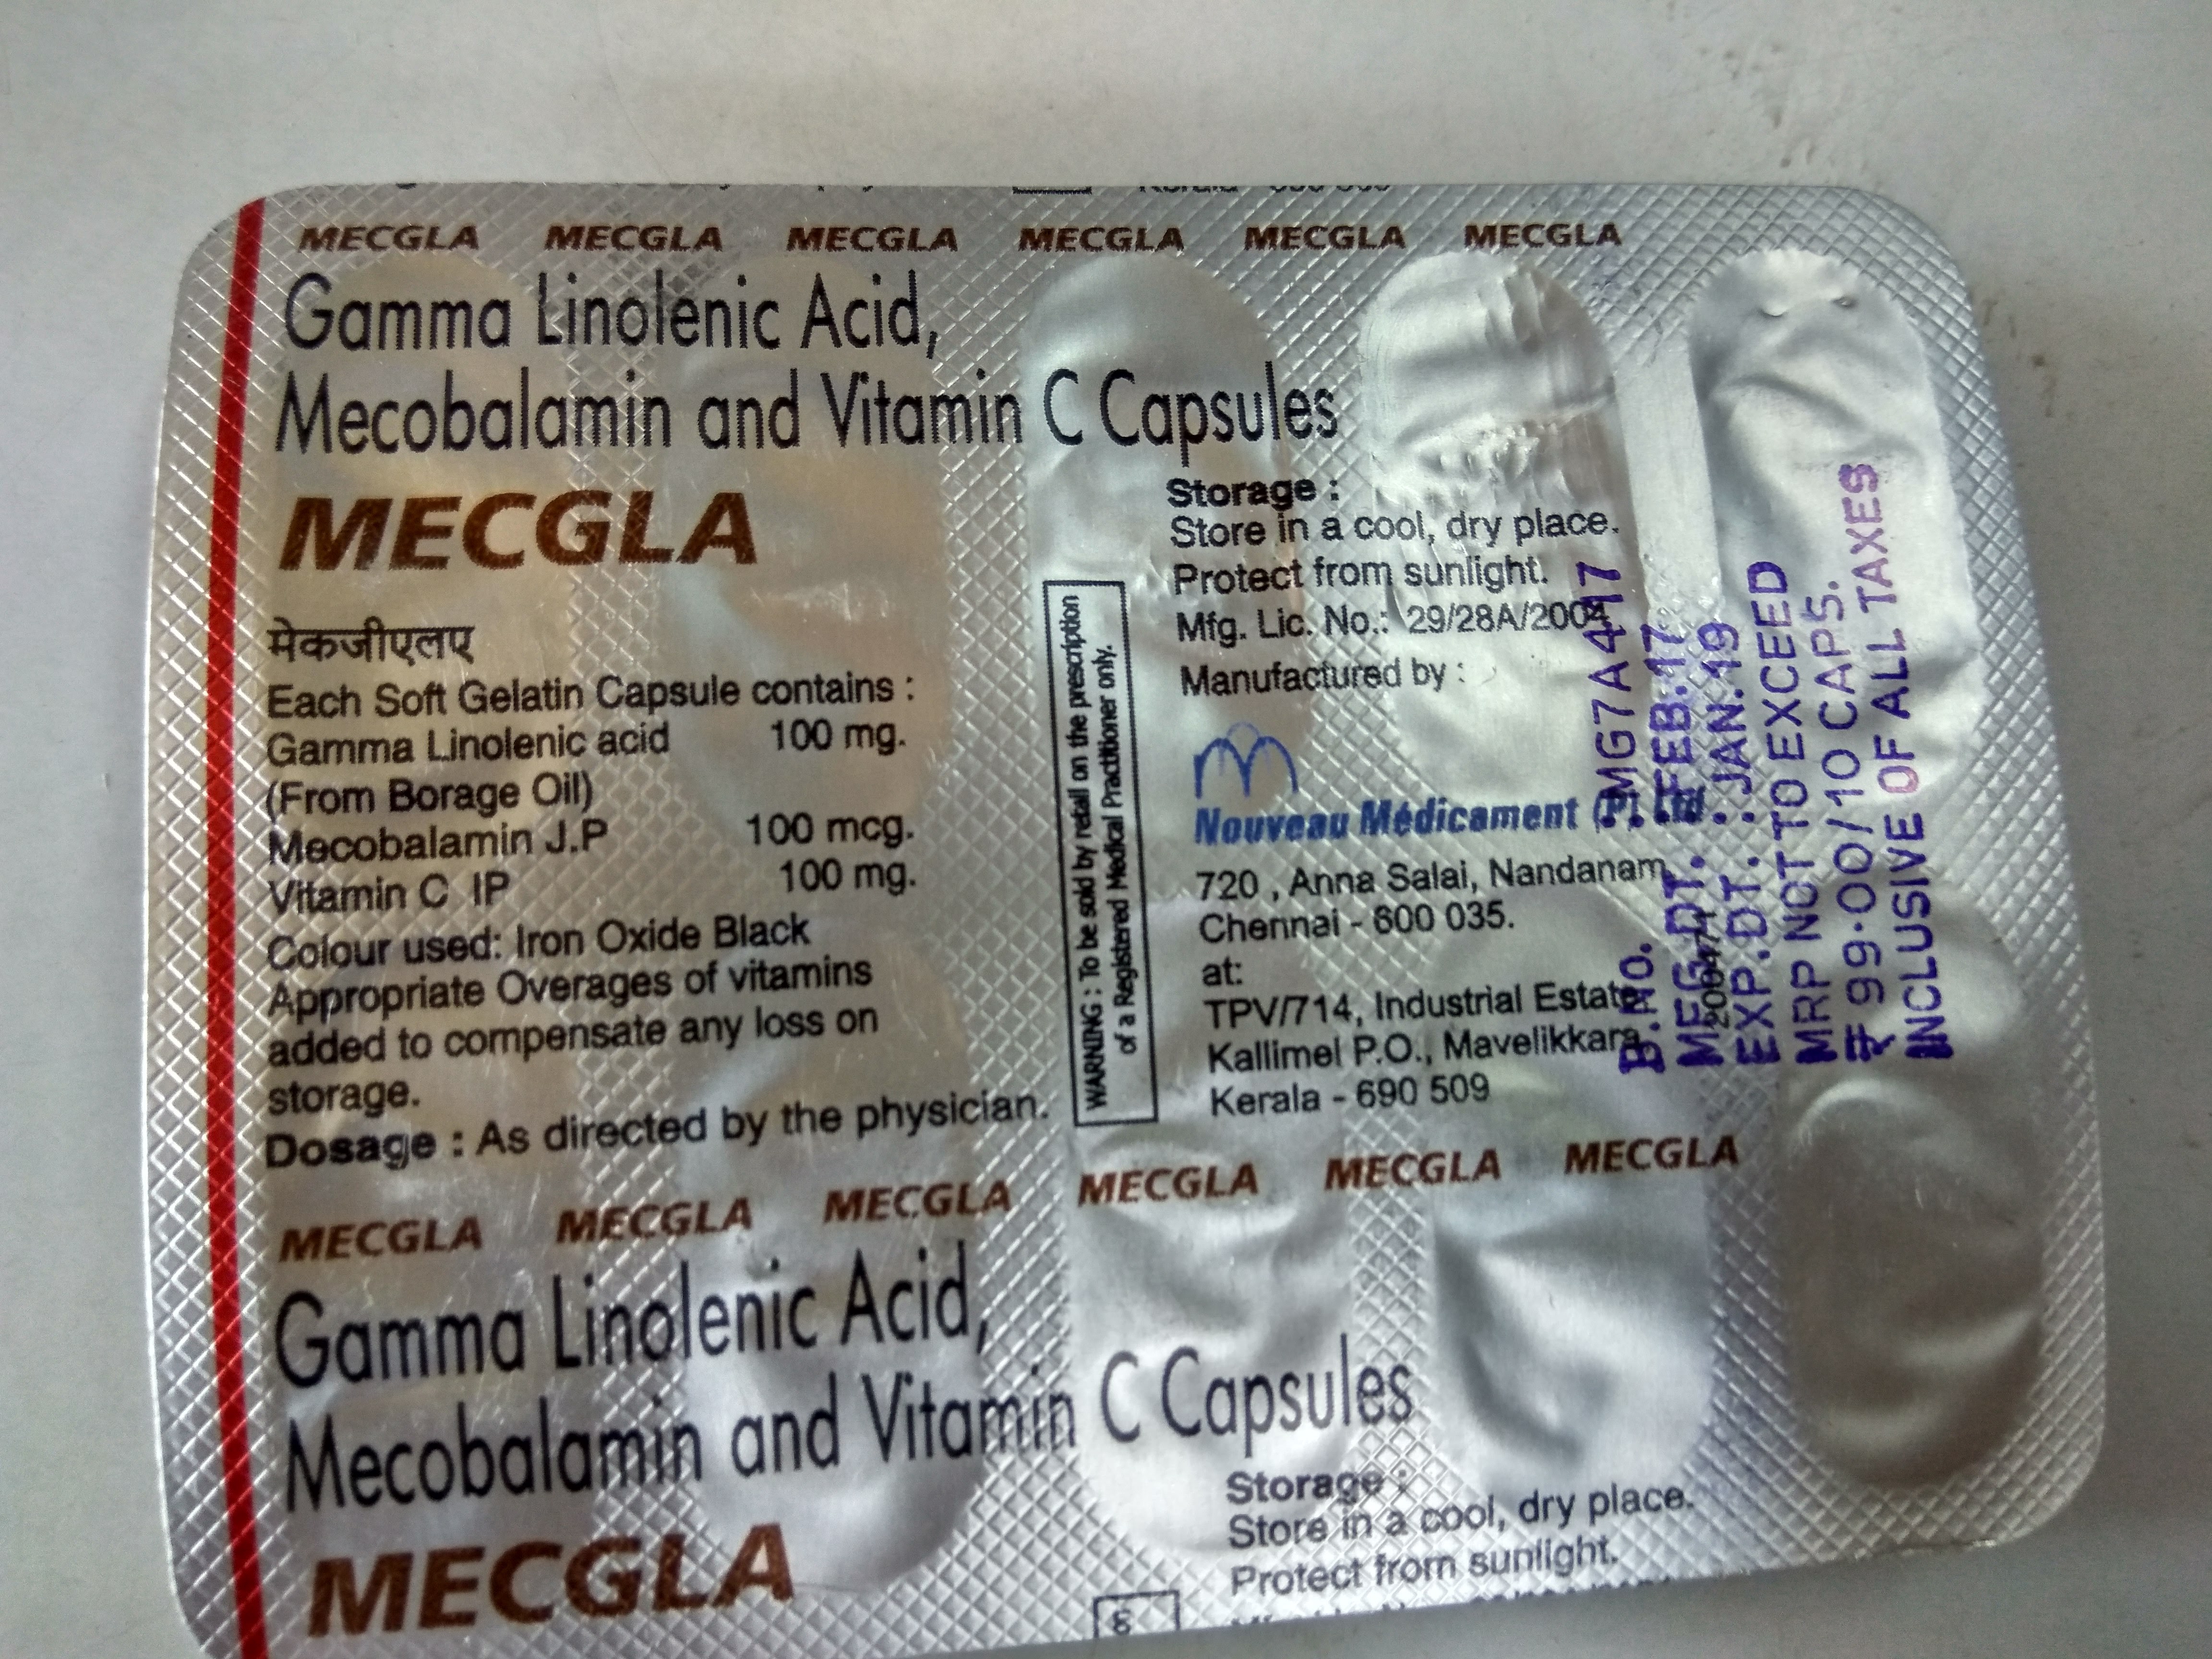 MECGLA MECGLA MECGLA MECGLA MECGLA MECGLA
Gamma Linolenic Acid,
Mecobalamin and Vitamin C Capsules
MECGLA
मेकजीएलए
Each Soft Gelatin Capsule contains :
Gamma Linolenic acid 100 mg.
(From Borage Oil)
Mecobalamin J.P 100 mcg.
Vitamin C IP 100 mg.
Colour used: Iron Oxide Black
Appropriate Overages of vitamins
added to compensate any loss on
storage.
Dosage : As directed by the physician.
WARNING : To be sold by retail on the prescription
of a Registered Medical Practitioner only.
Storage :
Store in a cool, dry place.
Protect from sunlight.
Mfg. Lic. No.: 29/28A/2004
Manufactured by :
Nouveau Médicament (P) Ltd.
720 , Anna Salai, Nandanam,
Chennai - 600 035.
at:
TPV/714, Industrial Estate,
Kallimel P.O., Mavelikkara,
Kerala - 690 509
B.NO. : MG7A417
MFG.DT. : FEB.17
EXP.DT. : JAN.19
MRP NOT TO EXCEED
₹ 99.00/10 CAPS.
INCLUSIVE OF ALL TAXES
MECGLA MECGLA MECGLA MECGLA MECGLA MECGLA
Gamma Linolenic Acid,
Mecobalamin and Vitamin C Capsules
MECGLA
Storage :
Store in a cool, dry place.
Protect from sunlight.